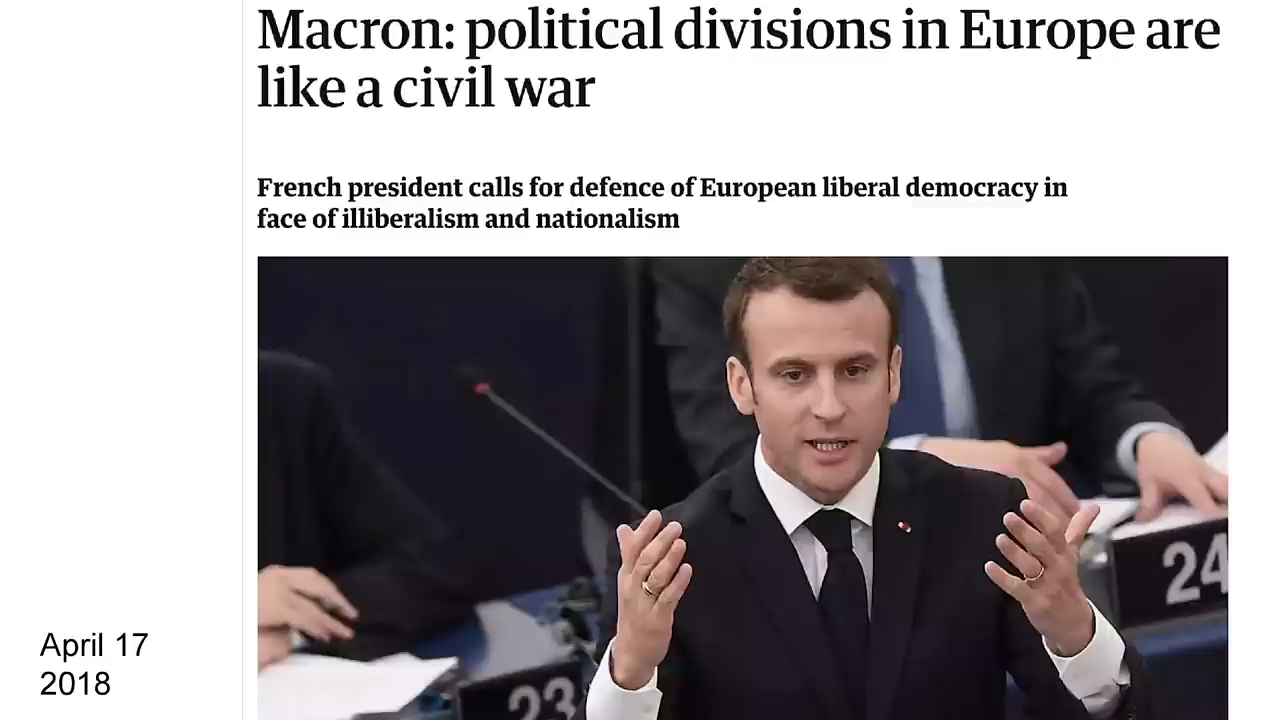 Macron: political divisions in Europe are
like a civil war
French president calls for defence of European liberal democracy in
face of illiberalism and nationalism
24
April 17
2018
23